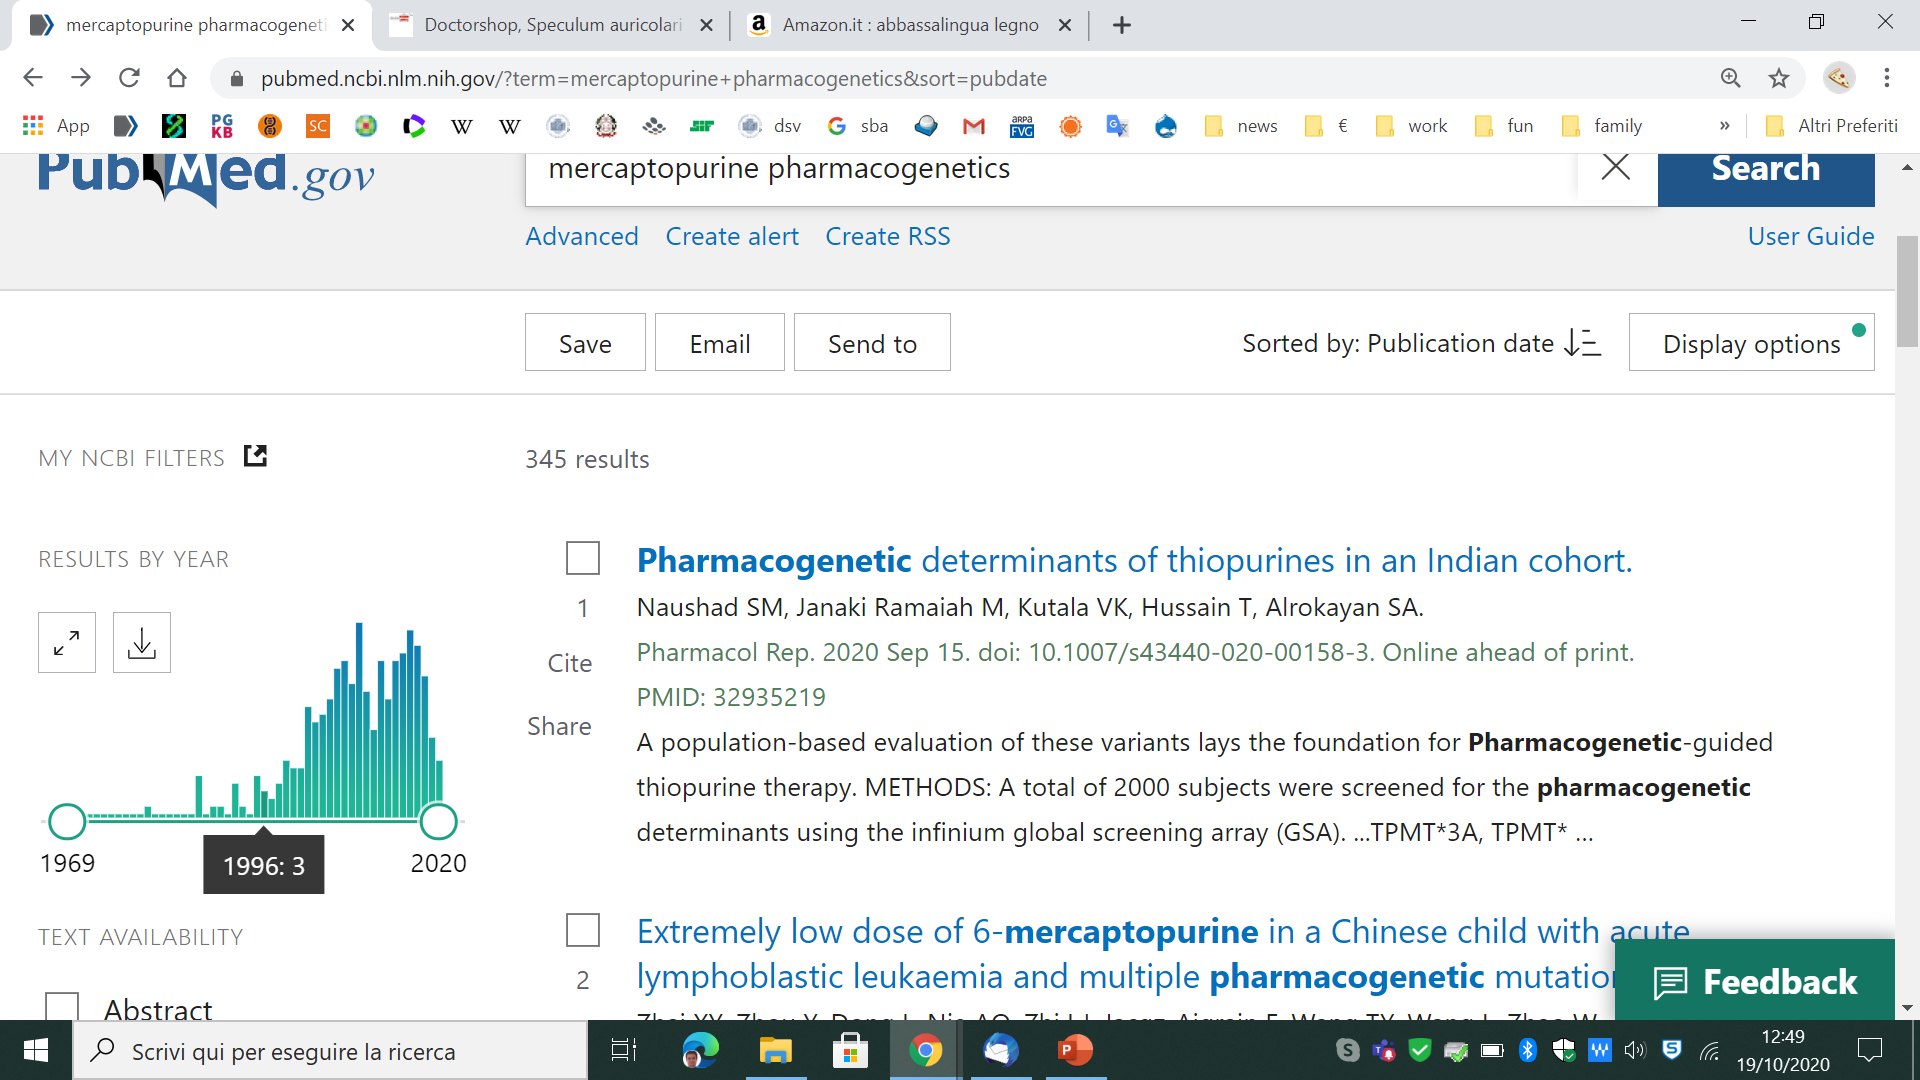 mercaptopurine pharmacogeneti
Doctorshop, Speculum auricolari
Amazon.it : abbassalingua legno
pubmed.ncbi.nlm.nih.gov/?term=mercaptopurine+pharmacogenetics&sort=pubdate
App
PG KB
SC
W
W
dsv
sba
arpa FVG
news
€
work
fun
family
»
Altri Preferiti
PubMed.gov
mercaptopurine pharmacogenetics
Search
Advanced Create alert Create RSS
User Guide
Save Email Send to
Sorted by: Publication date
Display options
MY NCBI FILTERS
345 results
RESULTS BY YEAR
1969
1996: 3
2020
TEXT AVAILABILITY
Abstract
Pharmacogenetic determinants of thiopurines in an Indian cohort.
1
Cite
Share
Naushad SM, Janaki Ramaiah M, Kutala VK, Hussain T, Alrokayan SA.
Pharmacol Rep. 2020 Sep 15. doi: 10.1007/s43440-020-00158-3. Online ahead of print.
PMID: 32935219
A population-based evaluation of these variants lays the foundation for Pharmacogenetic-guided
thiopurine therapy. METHODS: A total of 2000 subjects were screened for the pharmacogenetic
determinants using the infinium global screening array (GSA). ...TPMT*3A, TPMT* ...
2
Extremely low dose of 6-mercaptopurine in a Chinese child with acute
lymphoblastic leukaemia and multiple pharmacogenetic mutation
Feedback
Scrivi qui per eseguire la ricerca
12:49
19/10/2020